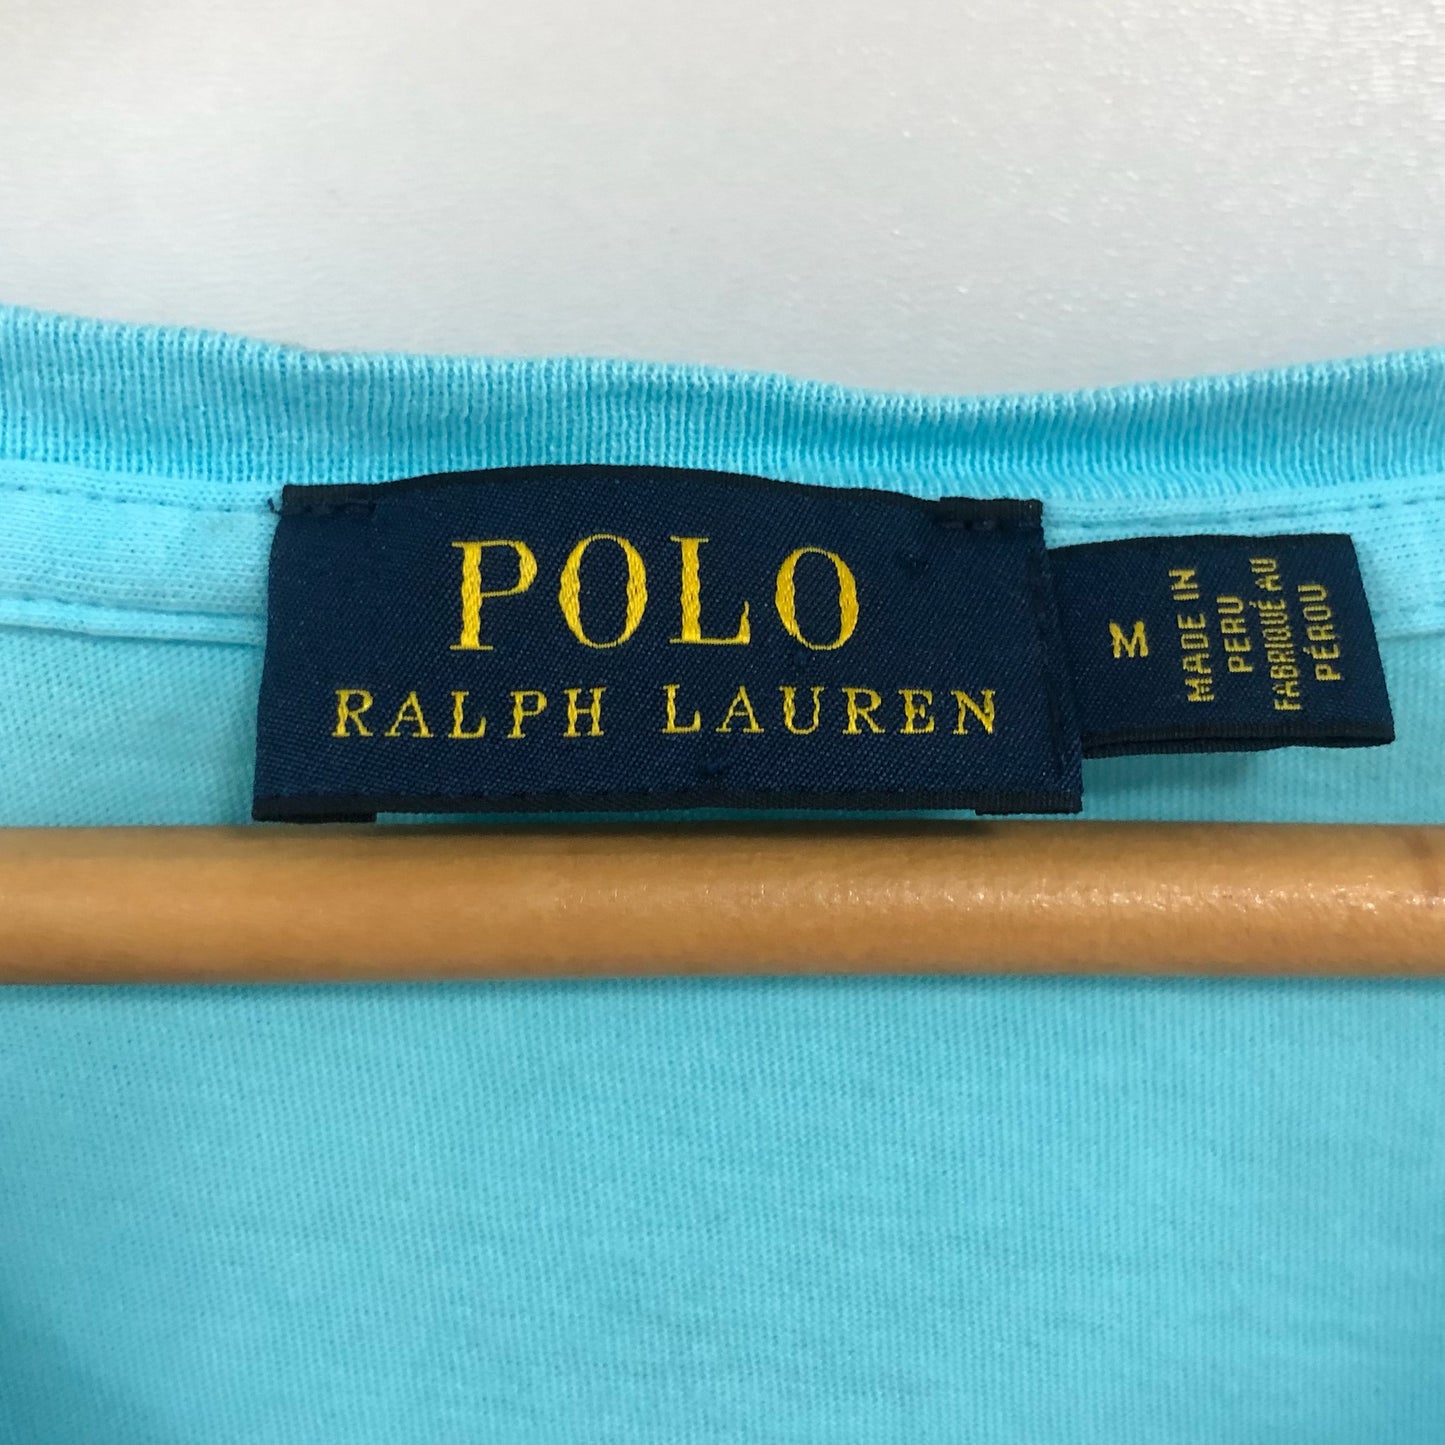 POLO
RALPH LAUREN
M
MADE IN
PERU
FABRIQUÉ AU
PÉROU